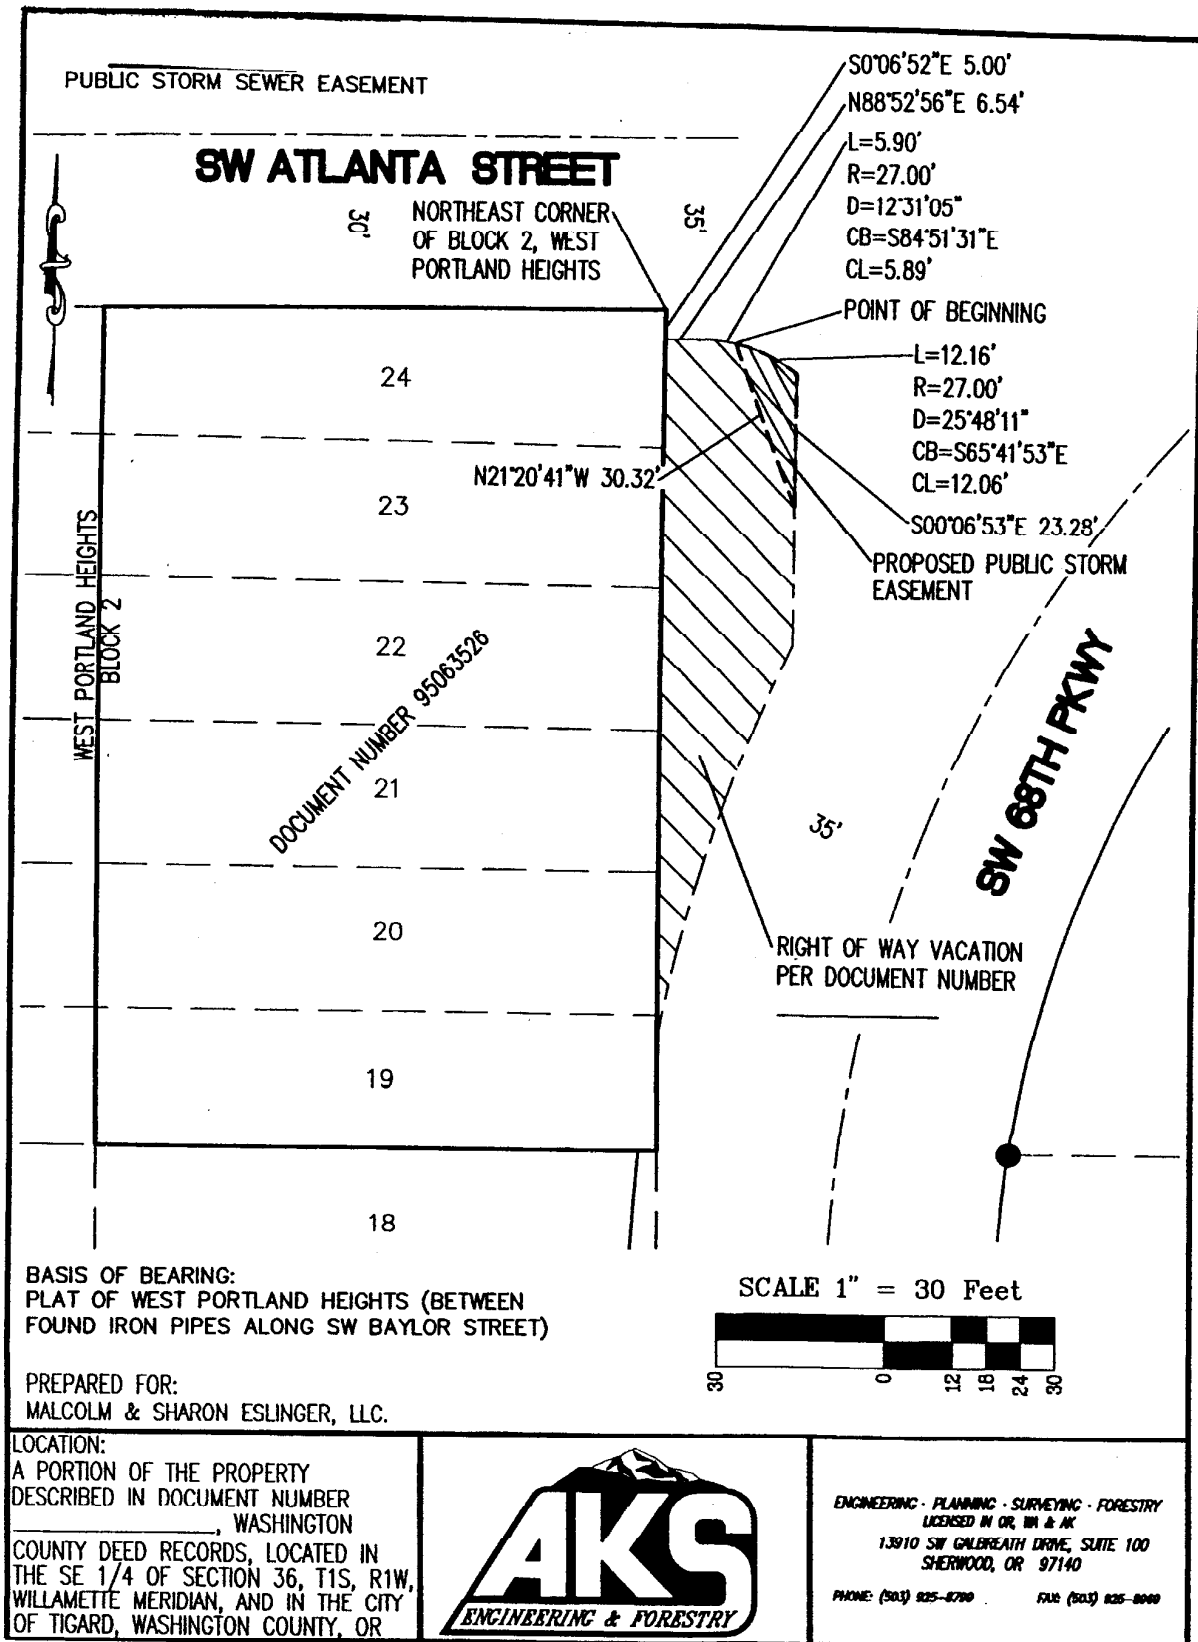 PUBLIC STORM SEWER EASEMENT
SW ATLANTA STREET
30'
35'
NORTHEAST CORNER
OF BLOCK 2, WEST
PORTLAND HEIGHTS
S0°06'52"E 5.00'
N88°52'56"E 6.54'
L=5.90'
R=27.00'
D=12°31'05"
CB=S84°51'31"E
CL=5.89'
POINT OF BEGINNING
L=12.16'
R=27.00'
D=25°48'11"
CB=S65°41'53"E
CL=12.06'
S00°06'53"E 23.28'
PROPOSED PUBLIC STORM
EASEMENT
N21°20'41"W 30.32'
24
23
22
21
20
19
18
WEST PORTLAND HEIGHTS
BLOCK 2
DOCUMENT NUMBER 95063526
35'
SW 68TH PKWY
RIGHT OF WAY VACATION
PER DOCUMENT NUMBER
BASIS OF BEARING:
PLAT OF WEST PORTLAND HEIGHTS (BETWEEN
FOUND IRON PIPES ALONG SW BAYLOR STREET)
SCALE 1" = 30 Feet
30 0 12 18 24 30
PREPARED FOR:
MALCOLM & SHARON ESLINGER, LLC.
LOCATION:
A PORTION OF THE PROPERTY
DESCRIBED IN DOCUMENT NUMBER
, WASHINGTON
COUNTY DEED RECORDS, LOCATED IN
THE SE 1/4 OF SECTION 36, T1S, R1W,
WILLAMETTE MERIDIAN, AND IN THE CITY
OF TIGARD, WASHINGTON COUNTY, OR
AKS
ENGINEERING & FORESTRY
ENGINEERING · PLANNING · SURVEYING · FORESTRY
LICENSED IN OR, WA & AK
13910 SW GALBREATH DRIVE, SUITE 100
SHERWOOD, OR 97140
PHONE: (503) 925-8799
FAX: (503) 925-8969